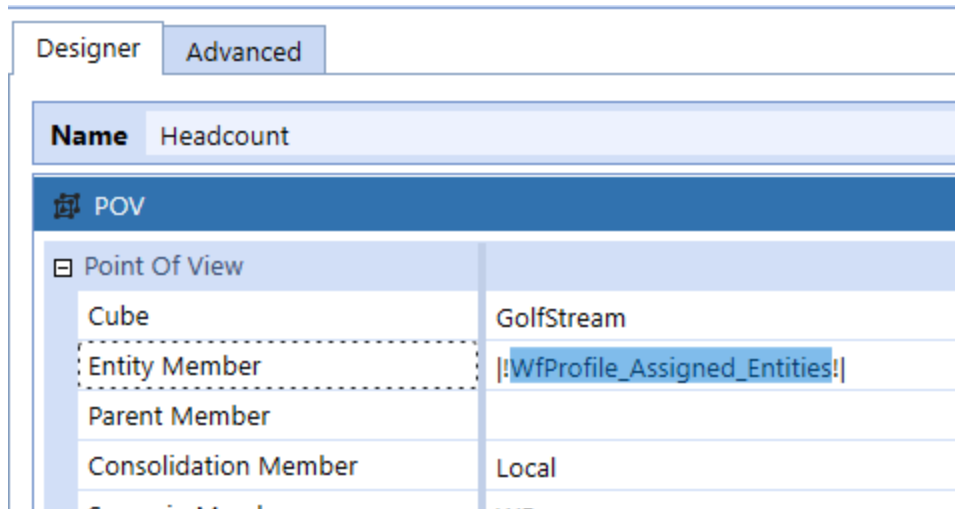 Designer Advanced
Name Headcount
POV
Point Of View
Cube GolfStream
Entity Member |!WfProfile_Assigned_Entities!|
Parent Member
Consolidation Member Local